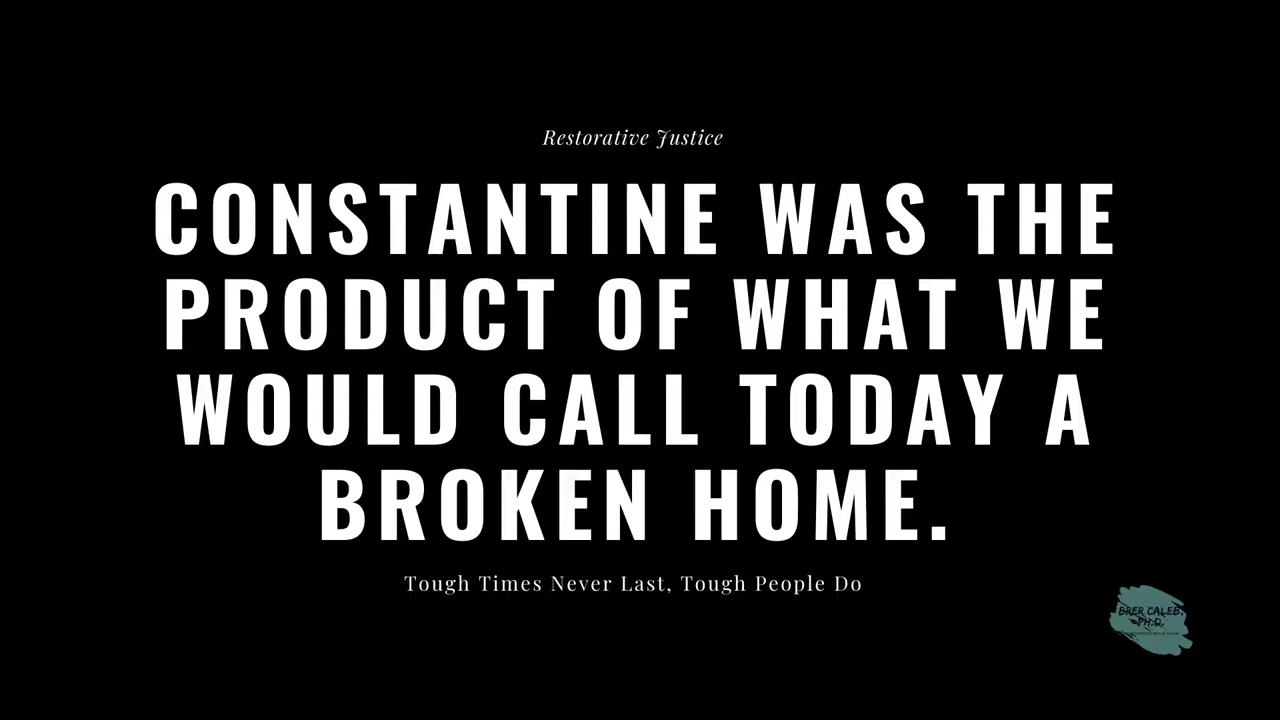 Restorative Justice
CONSTANTINE WAS THE
PRODUCT OF WHAT WE
WOULD CALL TODAY A
BROKEN HOME.
Tough Times Never Last, Tough People Do
BRER CALEB,
PH.D.